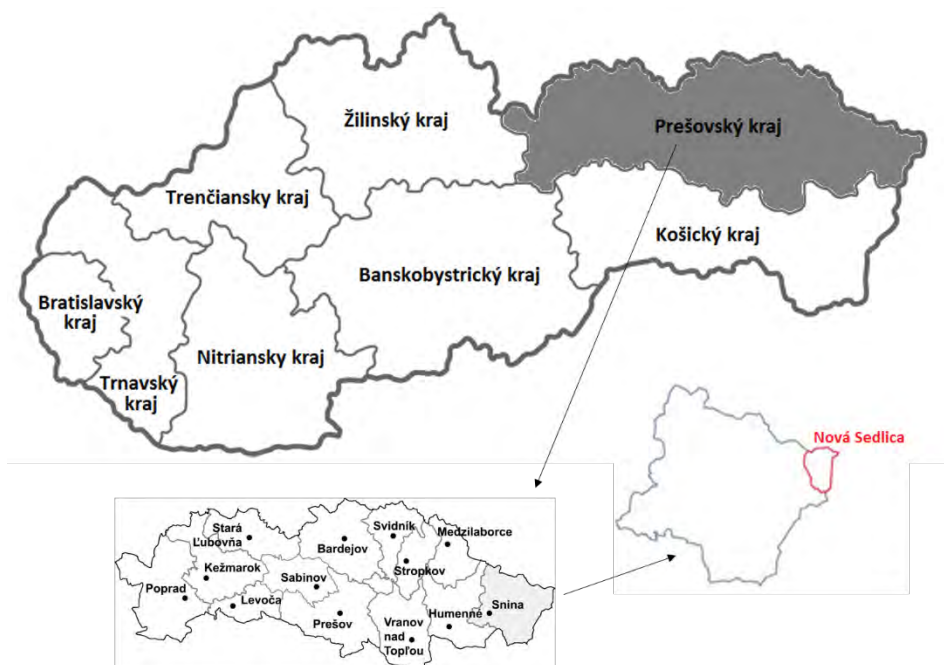 Žilinský kraj
Prešovský kraj
Trenčiansky kraj
Košický kraj
Banskobystrický kraj
Bratislavský
kraj
Nitriansky kraj
Trnavský
kraj
Nová Sedlica
Stará
Ľubovňa
Svidník
Medzilaborce
Bardejov
Stropkov
Kežmarok
Sabinov
Poprad
Levoča
Prešov
Vranov
nad
Topľou
Humenné
Snina